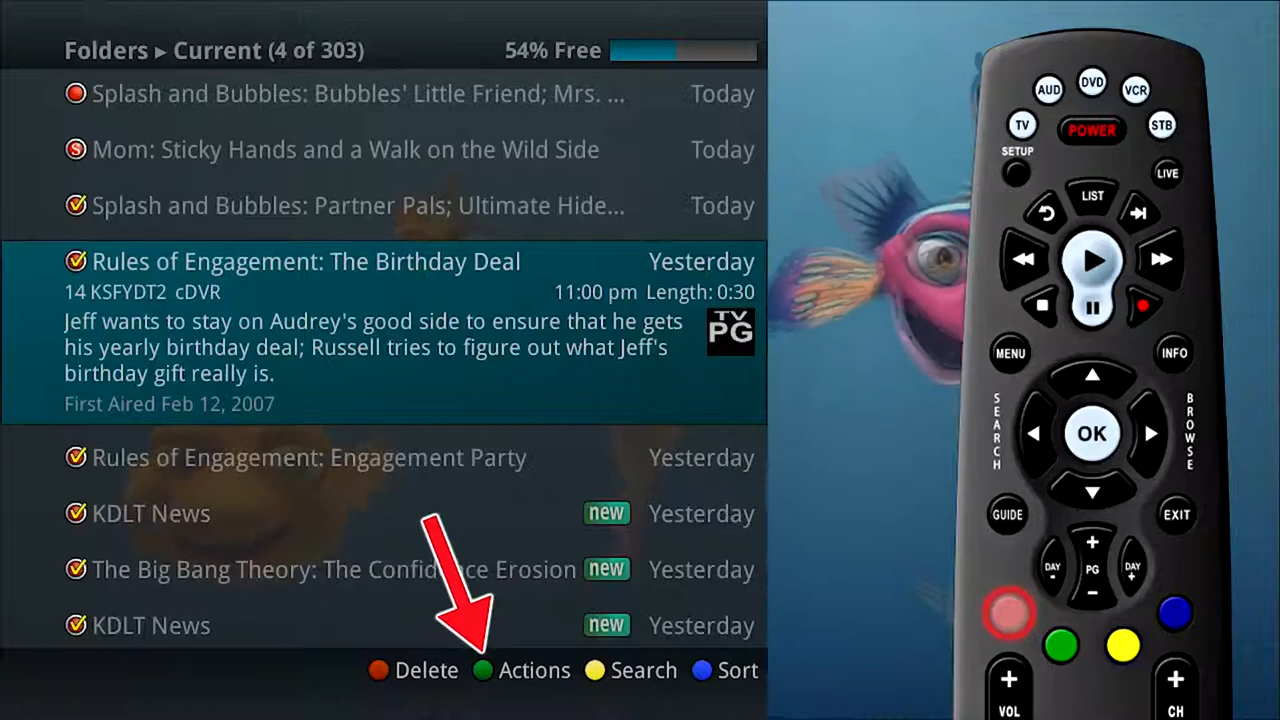 Folders ▸ Current (4 of 303) 54% Free
Splash and Bubbles: Bubbles' Little Friend; Mrs. ... Today
S Mom: Sticky Hands and a Walk on the Wild Side Today
Splash and Bubbles: Partner Pals; Ultimate Hide... Today
Rules of Engagement: The Birthday Deal Yesterday
14 KSFYDT2 cDVR 11:00 pm Length: 0:30
Jeff wants to stay on Audrey's good side to ensure that he gets
his yearly birthday deal; Russell tries to figure out what Jeff's
birthday gift really is.
TV
PG
First Aired Feb 12, 2007
Rules of Engagement: Engagement Party Yesterday
KDLT News new Yesterday
The Big Bang Theory: The Confidence Erosion new Yesterday
KDLT News new Yesterday
Delete Actions Search Sort
AUD DVD VCR
TV POWER STB
SETUP
LIVE
LIST
MENU INFO
SEARCH
BROWSE
OK
GUIDE EXIT
DAY - + PG - DAY +
+ VOL
+ CH